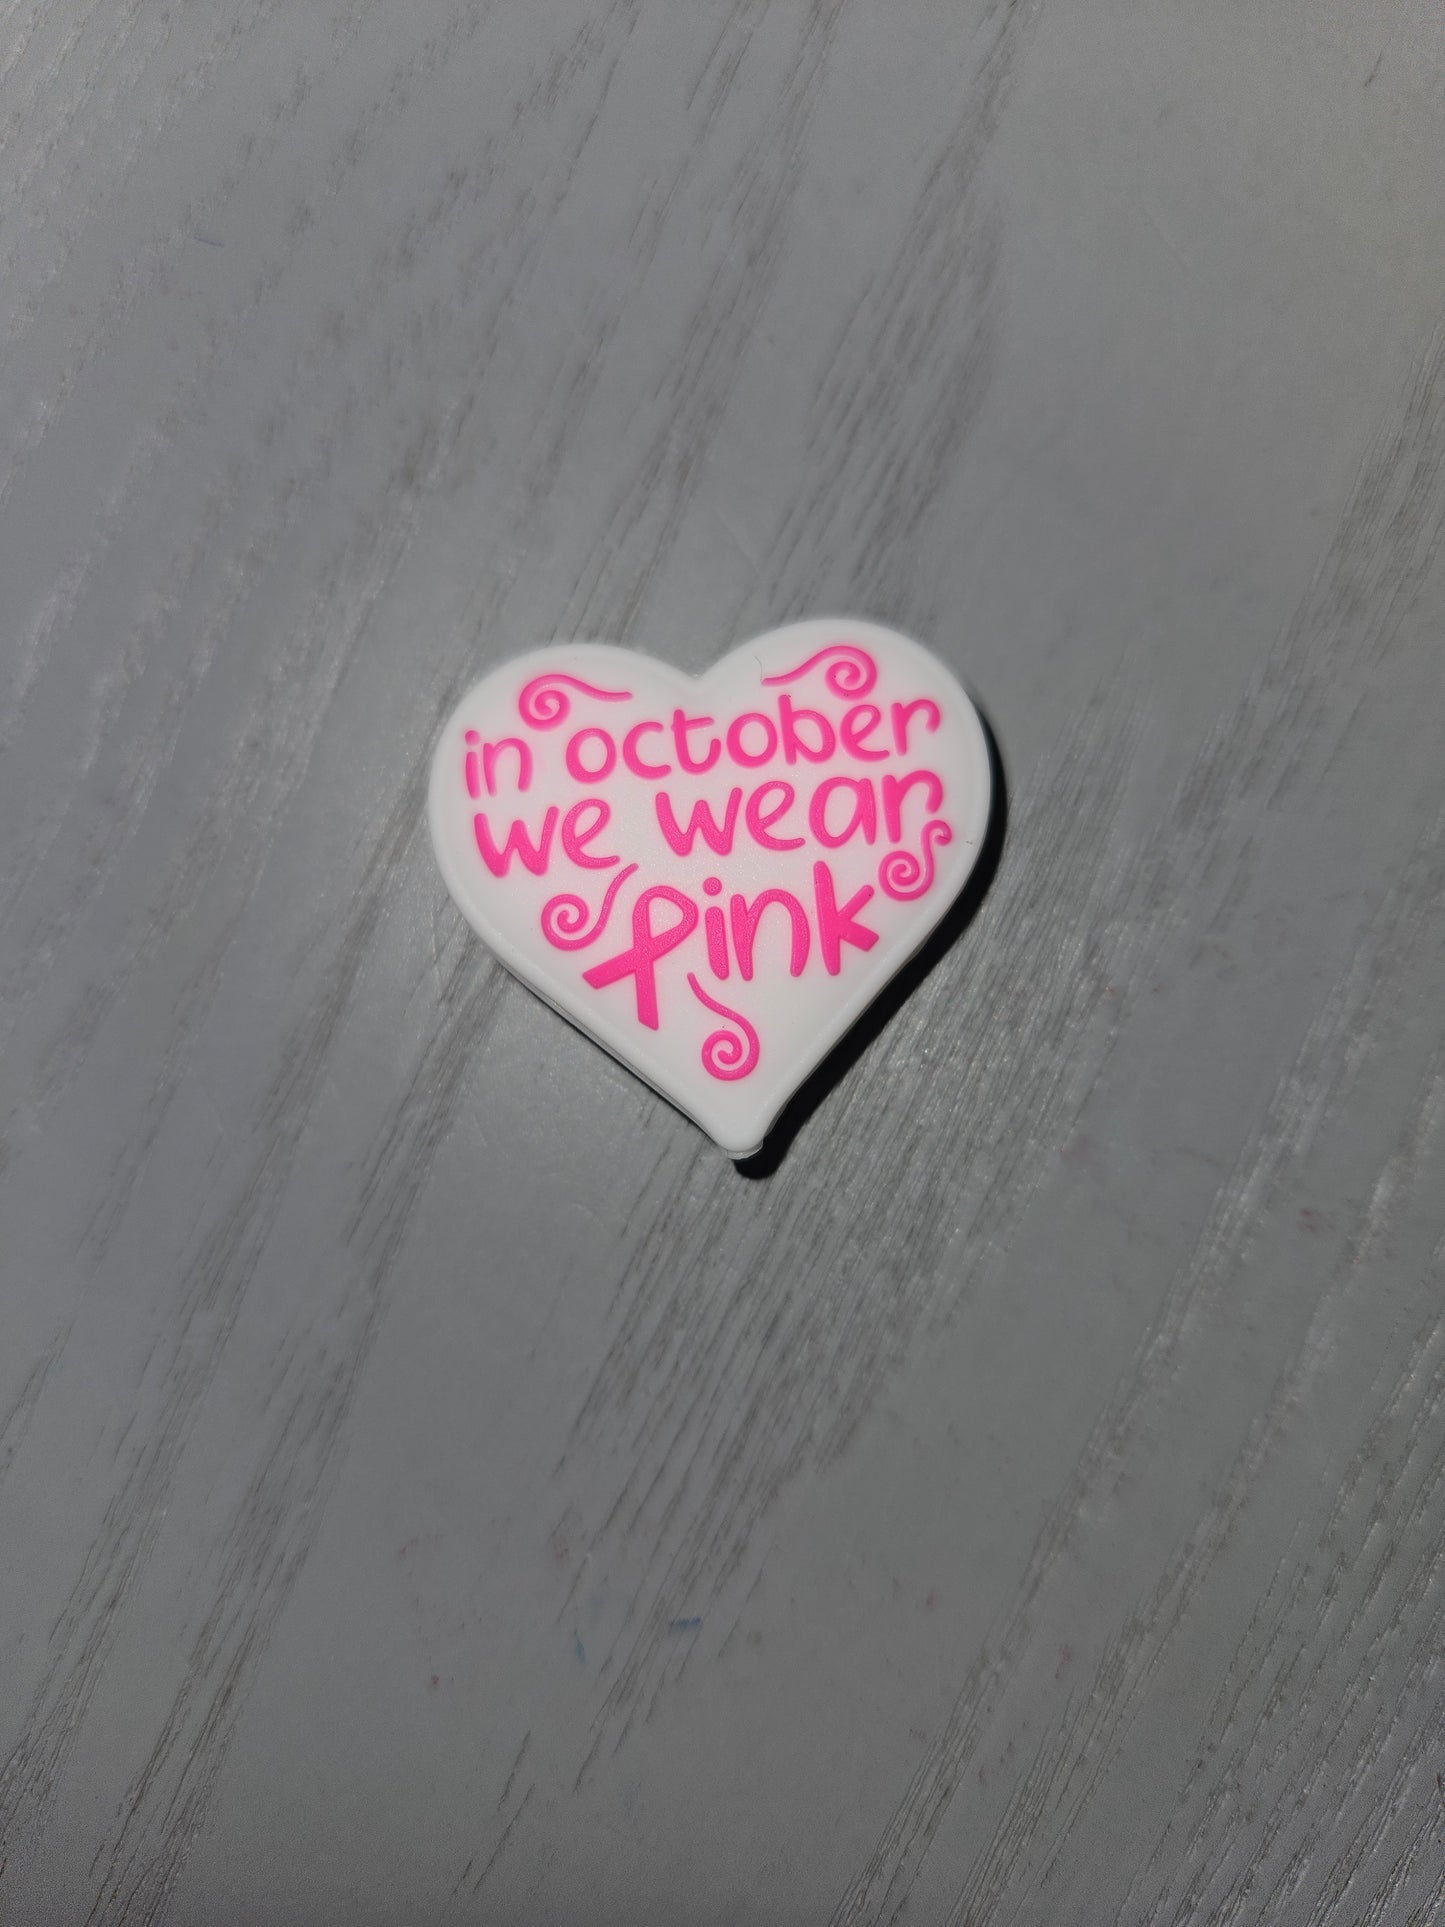 in october
we wear
pink